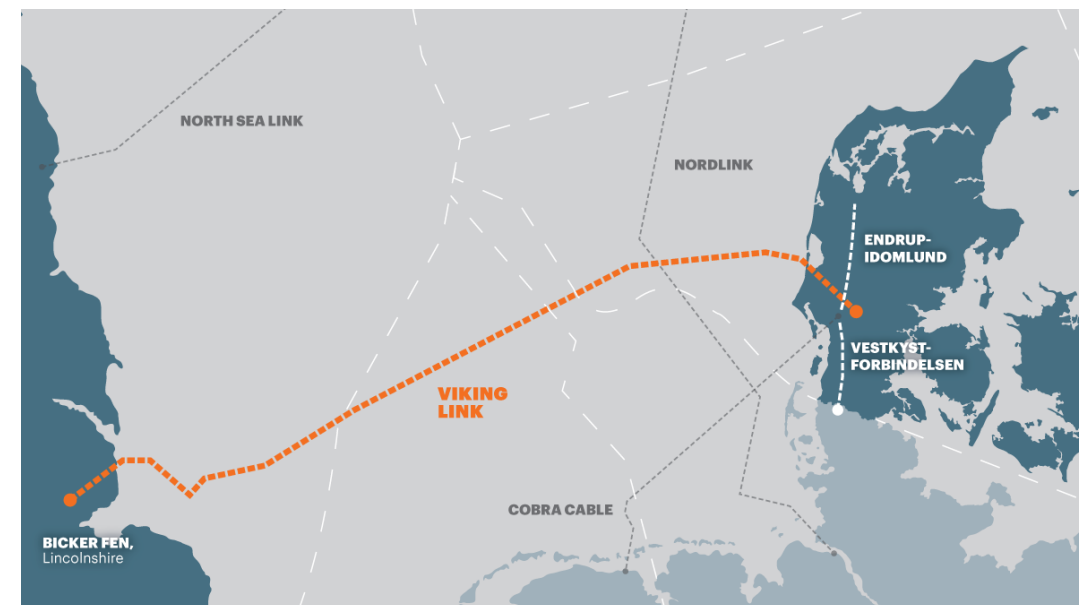 NORTH SEA LINK
NORDLINK
ENDRUP-
IDOMLUND
VESTKYST-
FORBINDELSEN
VIKING
LINK
COBRA CABLE
BICKER FEN,
Lincolnshire